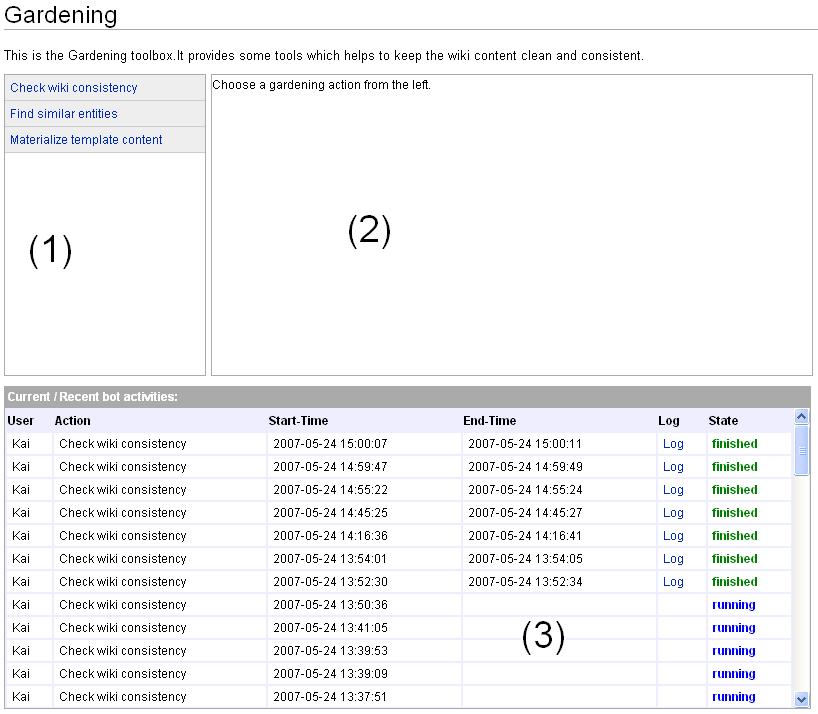 Gardening
This is the Gardening toolbox.It provides some tools which helps to keep the wiki content clean and consistent.
Check wiki consistency
Find similar entities
Materialize template content
(1)
Choose a gardening action from the left.
(2)
Current / Recent bot activities:
User Action Start-Time End-Time Log State
Kai Check wiki consistency 2007-05-24 15:00:07 2007-05-24 15:00:11 Log finished
Kai Check wiki consistency 2007-05-24 14:59:47 2007-05-24 14:59:49 Log finished
Kai Check wiki consistency 2007-05-24 14:55:22 2007-05-24 14:55:24 Log finished
Kai Check wiki consistency 2007-05-24 14:45:25 2007-05-24 14:45:27 Log finished
Kai Check wiki consistency 2007-05-24 14:16:36 2007-05-24 14:16:41 Log finished
Kai Check wiki consistency 2007-05-24 13:54:01 2007-05-24 13:54:05 Log finished
Kai Check wiki consistency 2007-05-24 13:52:30 2007-05-24 13:52:34 Log finished
Kai Check wiki consistency 2007-05-24 13:50:36 running
Kai Check wiki consistency 2007-05-24 13:41:05 running
(3)
Kai Check wiki consistency 2007-05-24 13:39:53 running
Kai Check wiki consistency 2007-05-24 13:39:09 running
Kai Check wiki consistency 2007-05-24 13:37:51 running